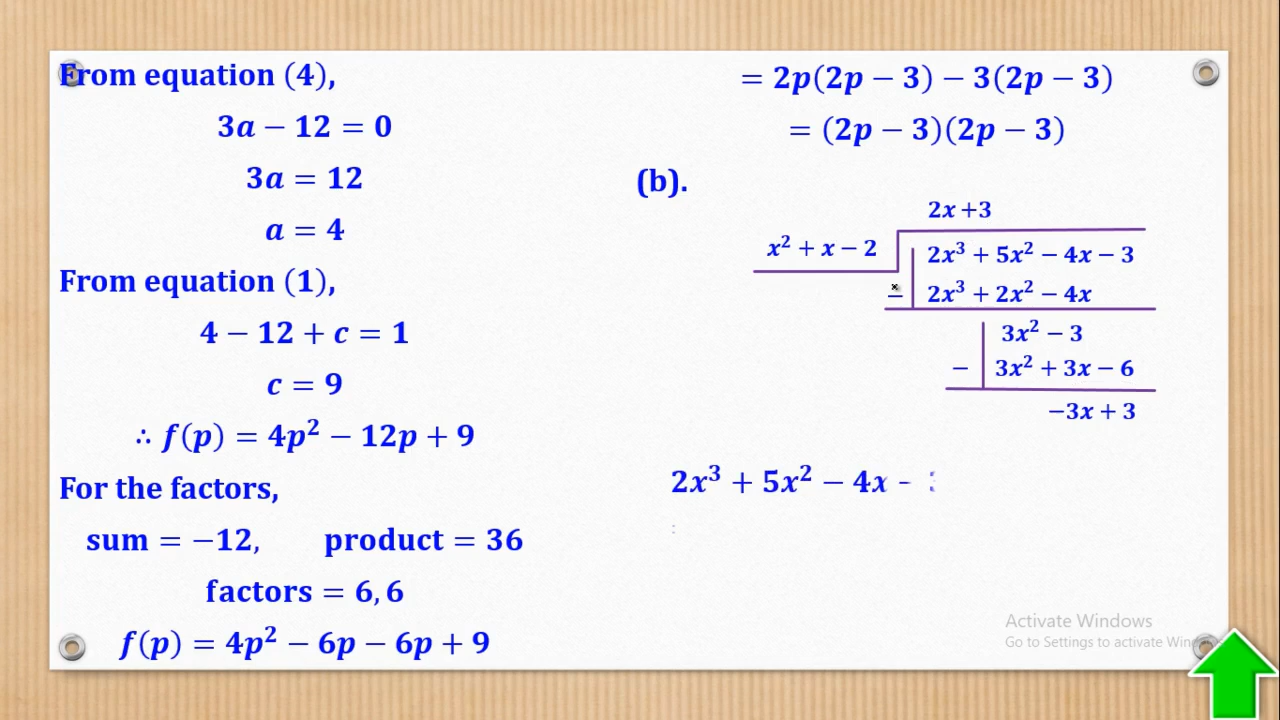 From equation (4),
3a − 12 = 0
3a = 12
a = 4
From equation (1),
4 − 12 + c = 1
c = 9
∴ f(p) = 4p² − 12p + 9
For the factors,
sum = −12, product = 36
factors = 6, 6
f(p) = 4p² − 6p − 6p + 9
= 2p(2p − 3) − 3(2p − 3)
= (2p − 3)(2p − 3)
(b).
2x +3
x² + x − 2
2x³ + 5x² − 4x − 3
− 2x³ + 2x² − 4x
3x² − 3
− 3x² + 3x − 6
−3x + 3
2x³ + 5x² − 4x −
Activate Windows
Go to Settings to activate Windows